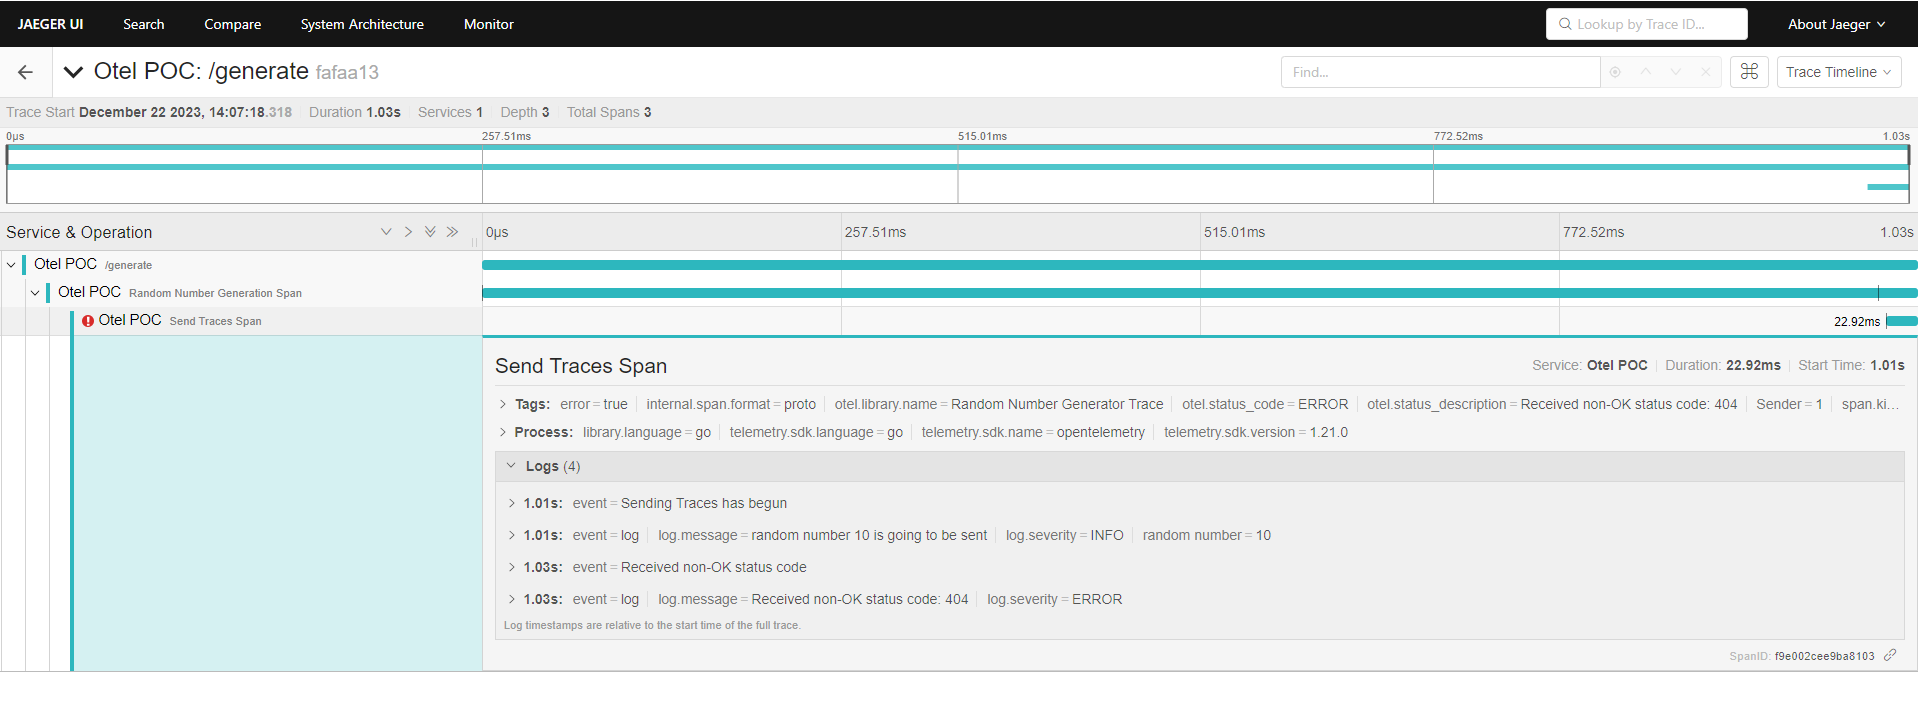 JAEGER UI Search Compare System Architecture Monitor Lookup by Trace ID... About Jaeger
Otel POC: /generate fafaa13 Find... Trace Timeline
Trace Start December 22 2023, 14:07:18.318 Duration 1.03s Services 1 Depth 3 Total Spans 3
0μs 257.51ms 515.01ms 772.52ms 1.03s
Service & Operation 0μs 257.51ms 515.01ms 772.52ms 1.03s
Otel POC /generate
Otel POC Random Number Generation Span
Otel POC Send Traces Span 22.92ms
Send Traces Span Service: Otel POC Duration: 22.92ms Start Time: 1.01s
Tags: error = true internal.span.format = proto otel.library.name = Random Number Generator Trace otel.status_code = ERROR otel.status_description = Received non-OK status code: 404 Sender = 1 span.ki...
Process: library.language = go telemetry.sdk.language = go telemetry.sdk.name = opentelemetry telemetry.sdk.version = 1.21.0
Logs (4)
1.01s: event = Sending Traces has begun
1.01s: event = log log.message = random number 10 is going to be sent log.severity = INFO random number = 10
1.03s: event = Received non-OK status code
1.03s: event = log log.message = Received non-OK status code: 404 log.severity = ERROR
Log timestamps are relative to the start time of the full trace.
SpanID: f9e002cee9ba8103